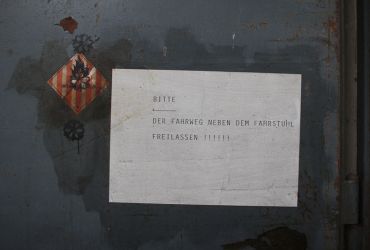 BITTE
DER FAHRWEG NEBEN DEM FAHRSTUHL
FREILASSEN !!!!!!